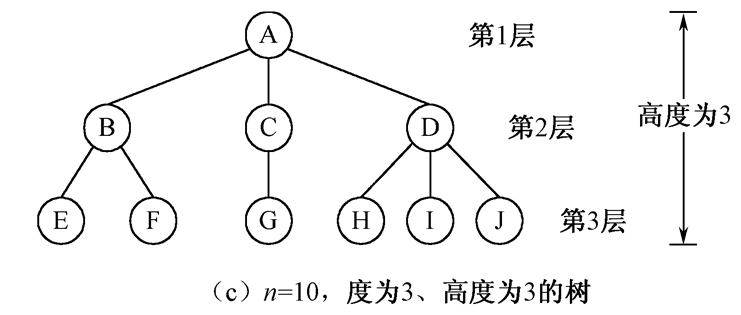 A 第1层
B C D 第2层 高度为3
E F G H I J 第3层
（c）n=10，度为3、高度为3的树